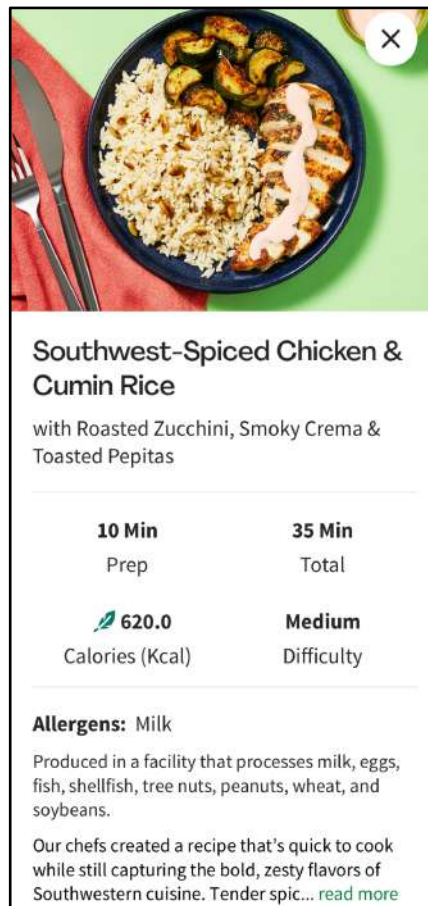 Southwest-Spiced Chicken &
Cumin Rice
with Roasted Zucchini, Smoky Crema &
Toasted Pepitas
10 Min
35 Min
Prep
Total
620.0
Medium
Calories (Kcal)
Difficulty
Allergens: Milk
Produced in a facility that processes milk, eggs,
fish, shellfish, tree nuts, peanuts, wheat, and
soybeans.
Our chefs created a recipe that’s quick to cook
while still capturing the bold, zesty flavors of
Southwestern cuisine. Tender spic... read more